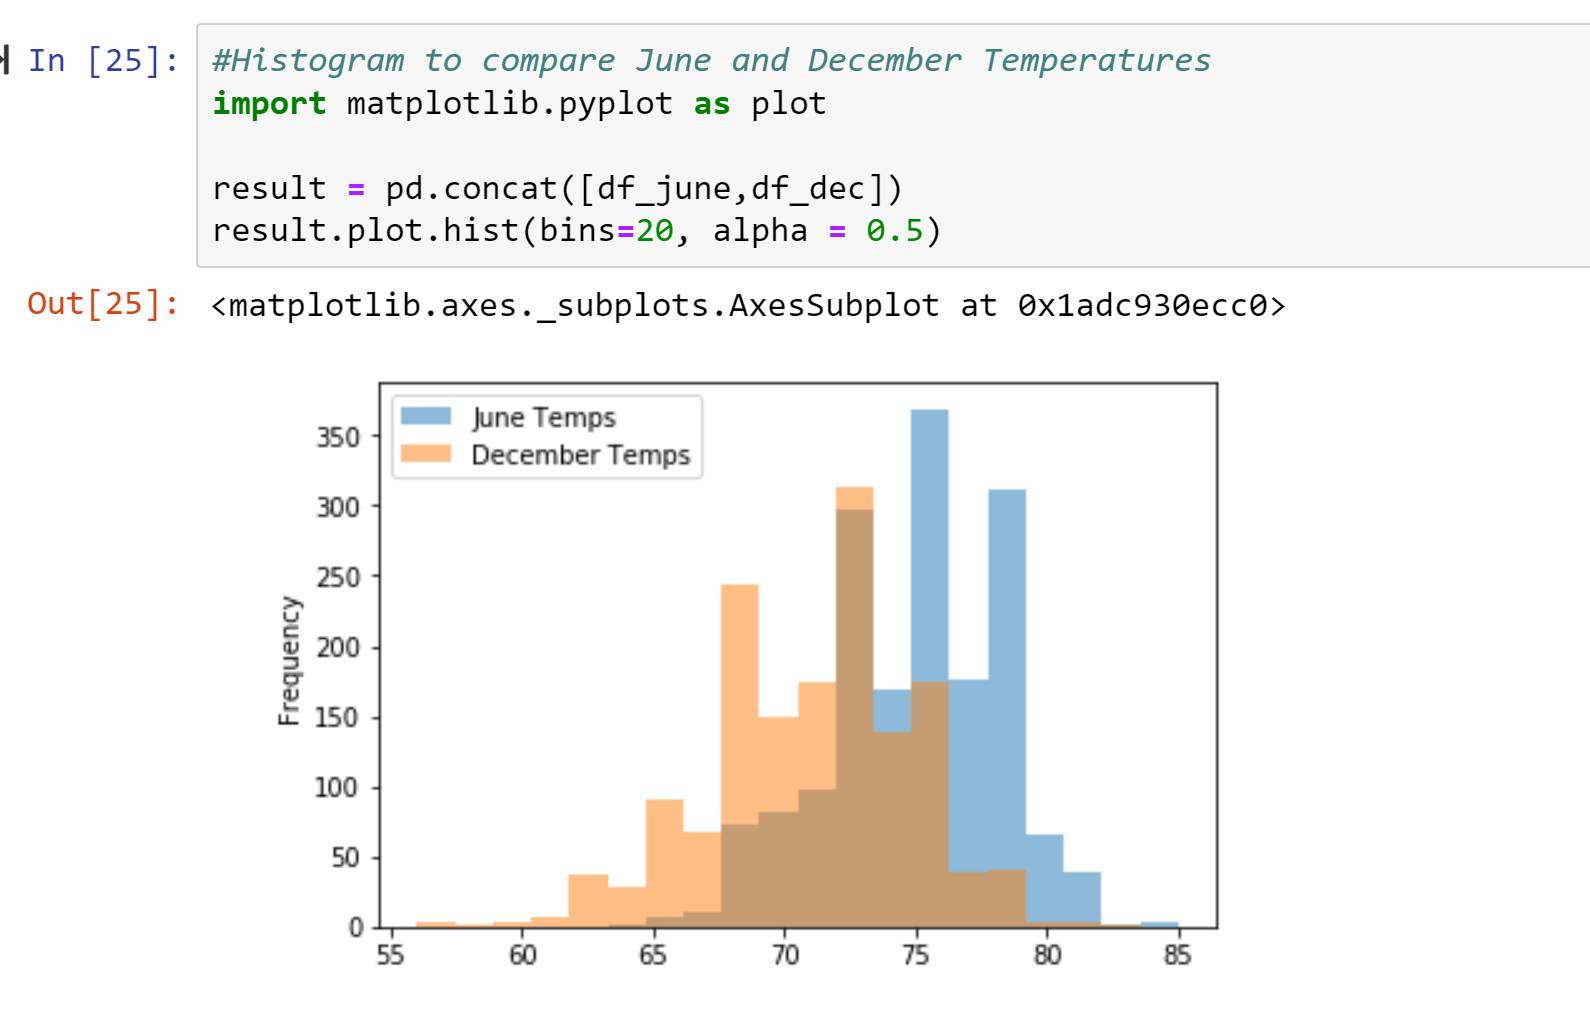 In [25]:
#Histogram to compare June and December Temperatures
import matplotlib.pyplot as plot
result = pd.concat([df_june,df_dec])
result.plot.hist(bins=20, alpha = 0.5)
Out[25]:
<matplotlib.axes._subplots.AxesSubplot at 0x1adc930ecc0>
June Temps
December Temps
Frequency
350
300
250
200
150
100
50
0
55 60 65 70 75 80 85